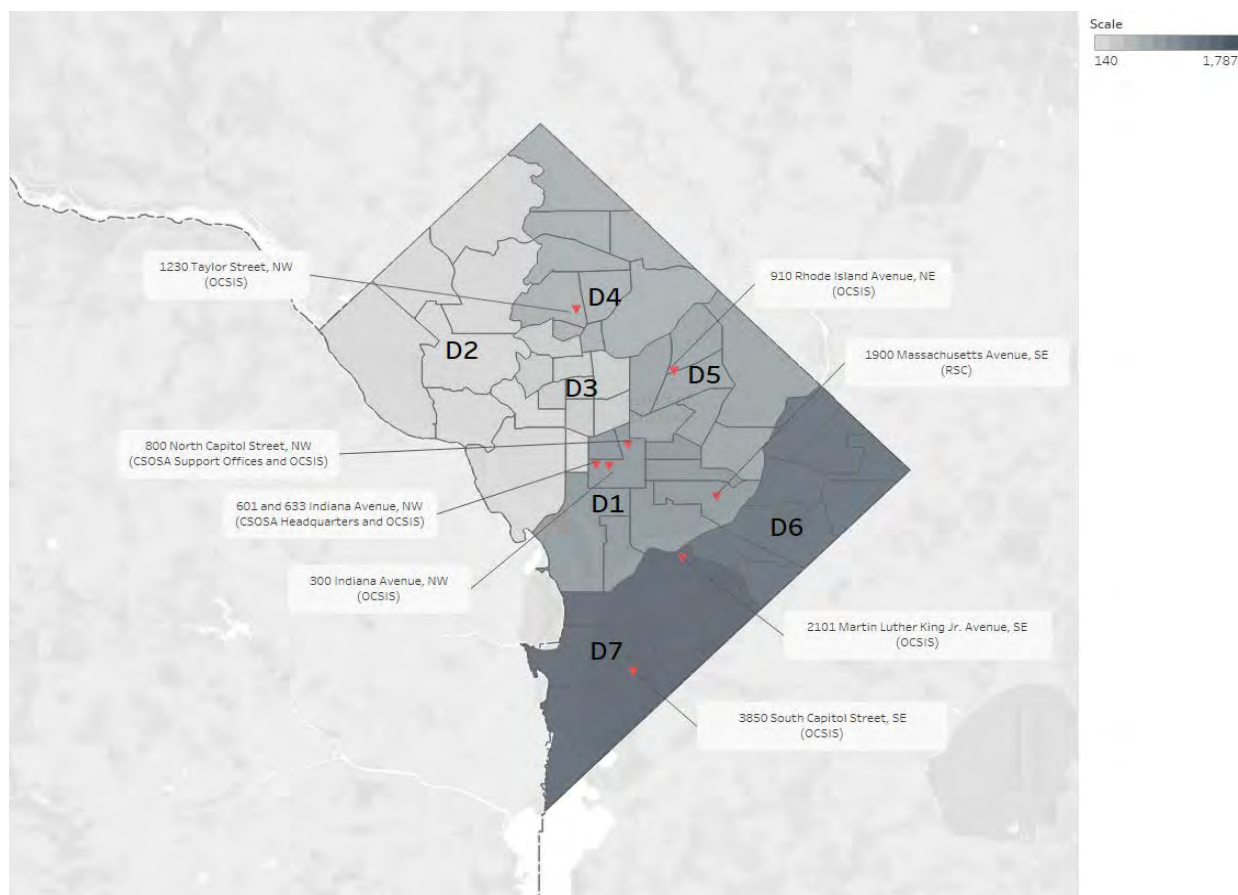 Scale
140 1,787
1230 Taylor Street, NW
(OCSIS)
910 Rhode Island Avenue, NE
(OCSIS)
D4
D2
1900 Massachusetts Avenue, SE
(RSC)
D5
D3
800 North Capitol Street, NW
(CSOSA Support Offices and OCSIS)
601 and 633 Indiana Avenue, NW
(CSOSA Headquarters and OCSIS)
D1
D6
300 Indiana Avenue, NW
(OCSIS)
2101 Martin Luther King Jr. Avenue, SE
(OCSIS)
D7
3850 South Capitol Street, SE
(OCSIS)